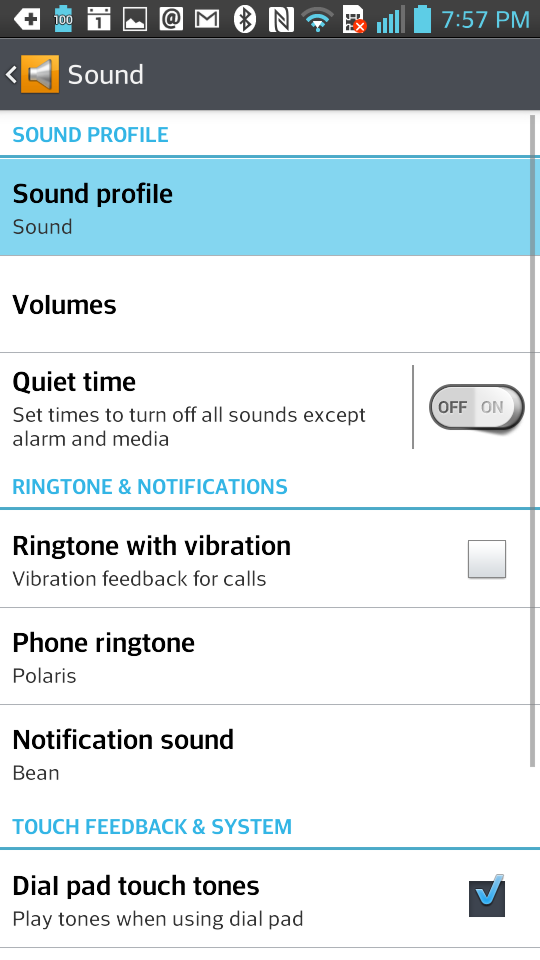 100 1 @ 7:57 PM
Sound
SOUND PROFILE
Sound profile
Sound
Volumes
Quiet time
Set times to turn off all sounds except
alarm and media
OFF ON
RINGTONE & NOTIFICATIONS
Ringtone with vibration
Vibration feedback for calls
Phone ringtone
Polaris
Notification sound
Bean
TOUCH FEEDBACK & SYSTEM
Dial pad touch tones
Play tones when using dial pad